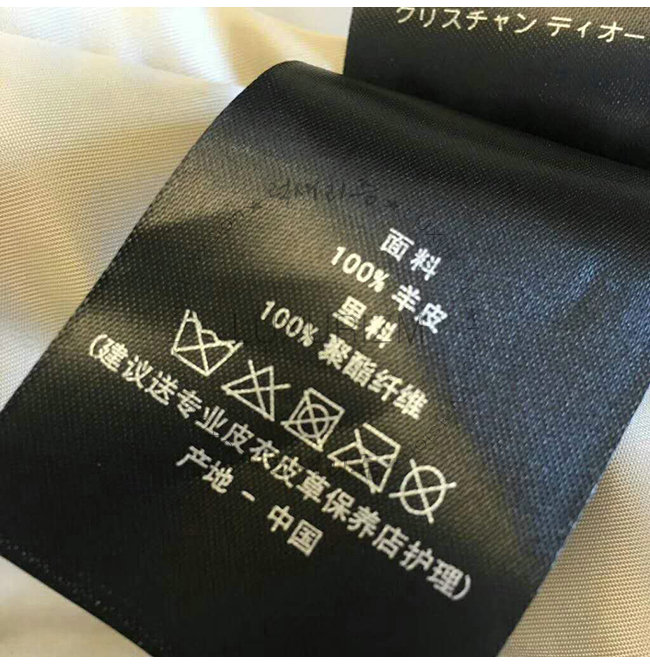 クリスチャン ディオー
面料
100% 羊皮
里料
100% 聚酯纤维
(建议送专业皮衣皮草保养店护理)
产地 - 中国